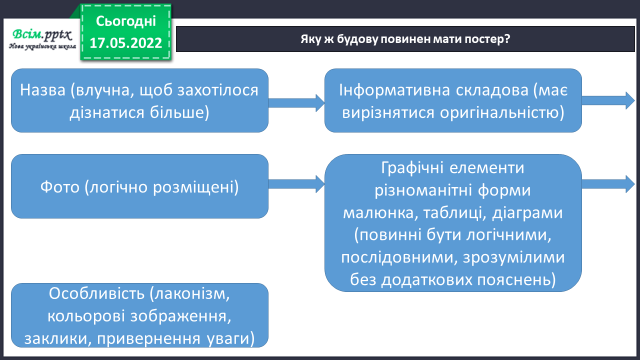 Всім.pptx
Нова українська школа
Сьогодні
17.05.2022
Яку ж будову повинен мати постер?
Назва (влучна, щоб захотілося
дізнатися більше)
Інформативна складова (має
вирізнятися оригінальністю)
Фото (логічно розміщені)
Графічні елементи
різноманітні форми
малюнка, таблиці, діаграми
(повинні бути логічними,
послідовними, зрозумілими
без додаткових пояснень)
Особливість (лаконізм,
кольорові зображення,
заклики, привернення уваги)